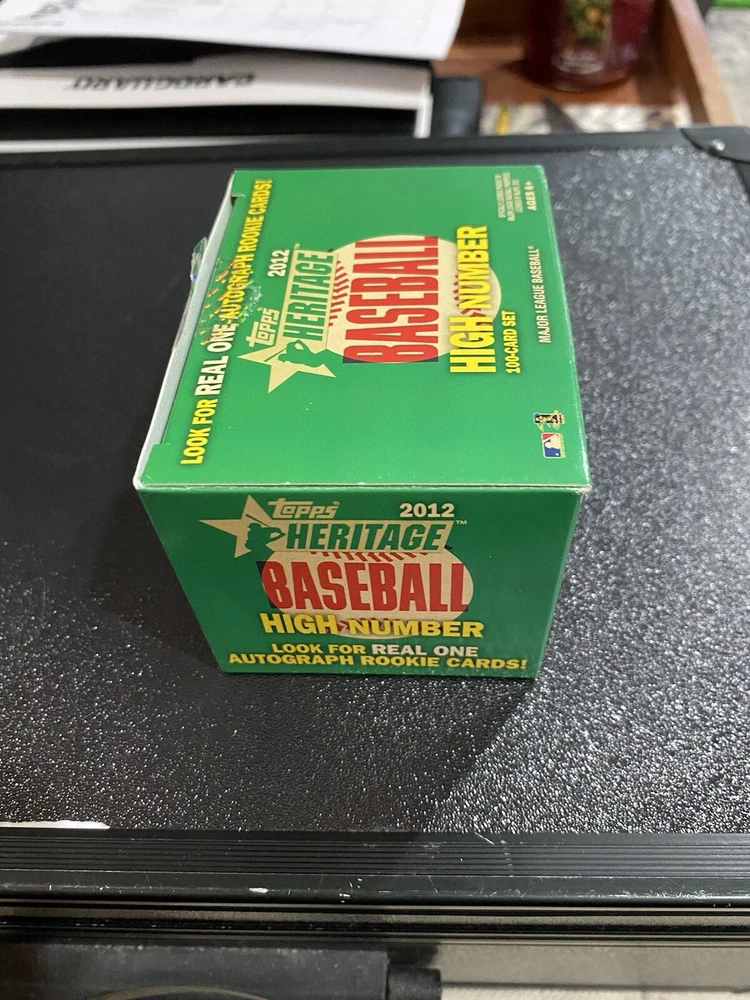 CARDGUARD
LOOK FOR REAL ONE AUTOGRAPH ROOKIE CARDS!
Topps 2012
HERITAGE
BASEBALL
HIGH NUMBER
100-CARD SET
MAJOR LEAGUE BASEBALL®
AGES 6+
Topps® 2012
HERITAGE™
BASEBALL
HIGH NUMBER
LOOK FOR REAL ONE
AUTOGRAPH ROOKIE CARDS!